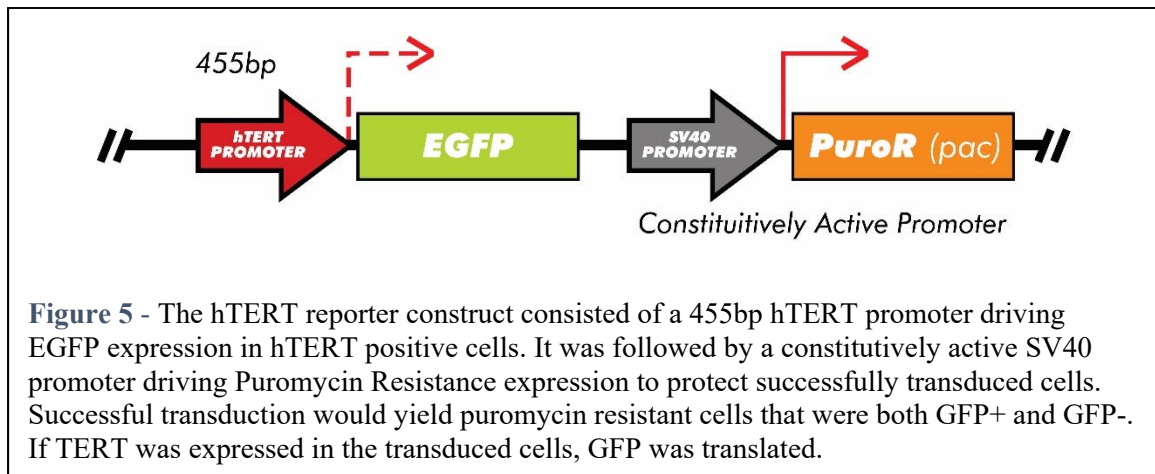 455bp
hTERT
PROMOTER
EGFP
SV40
PROMOTER
PuroR (pac)
Constituitively Active Promoter
Figure 5 - The hTERT reporter construct consisted of a 455bp hTERT promoter driving
EGFP expression in hTERT positive cells. It was followed by a constitutively active SV40
promoter driving Puromycin Resistance expression to protect successfully transduced cells.
Successful transduction would yield puromycin resistant cells that were both GFP+ and GFP-.
If TERT was expressed in the transduced cells, GFP was translated.